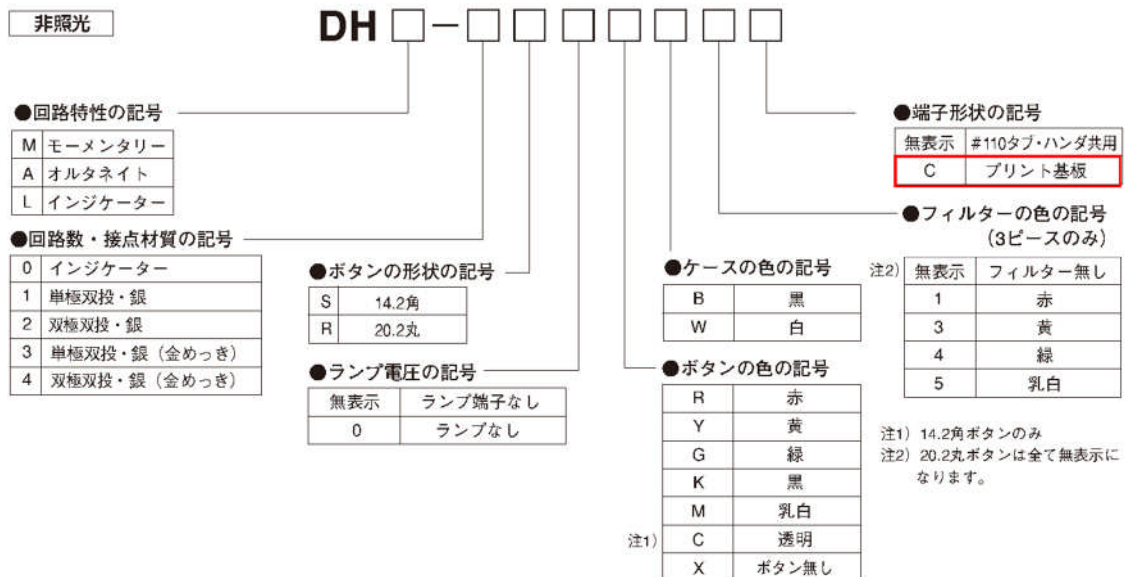 非照光
DH □-□□□□□□□
●回路特性の記号
M モーメンタリー
A オルタネイト
L インジケーター
●回路数・接点材質の記号
0 インジケーター
1 単極双投・銀
2 双極双投・銀
3 単極双投・銀（金めっき）
4 双極双投・銀（金めっき）
●ボタンの形状の記号
S 14.2角
R 20.2丸
●ランプ電圧の記号
無表示 ランプ端子なし
0 ランプなし
●ケースの色の記号
B 黒
W 白
●ボタンの色の記号
R 赤
Y 黄
G 緑
K 黒
M 乳白
注1) C 透明
X ボタン無し
●端子形状の記号
無表示 #110タブ・ハンダ共用
C プリント基板
●フィルターの色の記号
(3ピースのみ)
注2) 無表示 フィルター無し
1 赤
3 黄
4 緑
5 乳白
注1) 14.2角ボタンのみ
注2) 20.2丸ボタンは全て無表示に
なります。